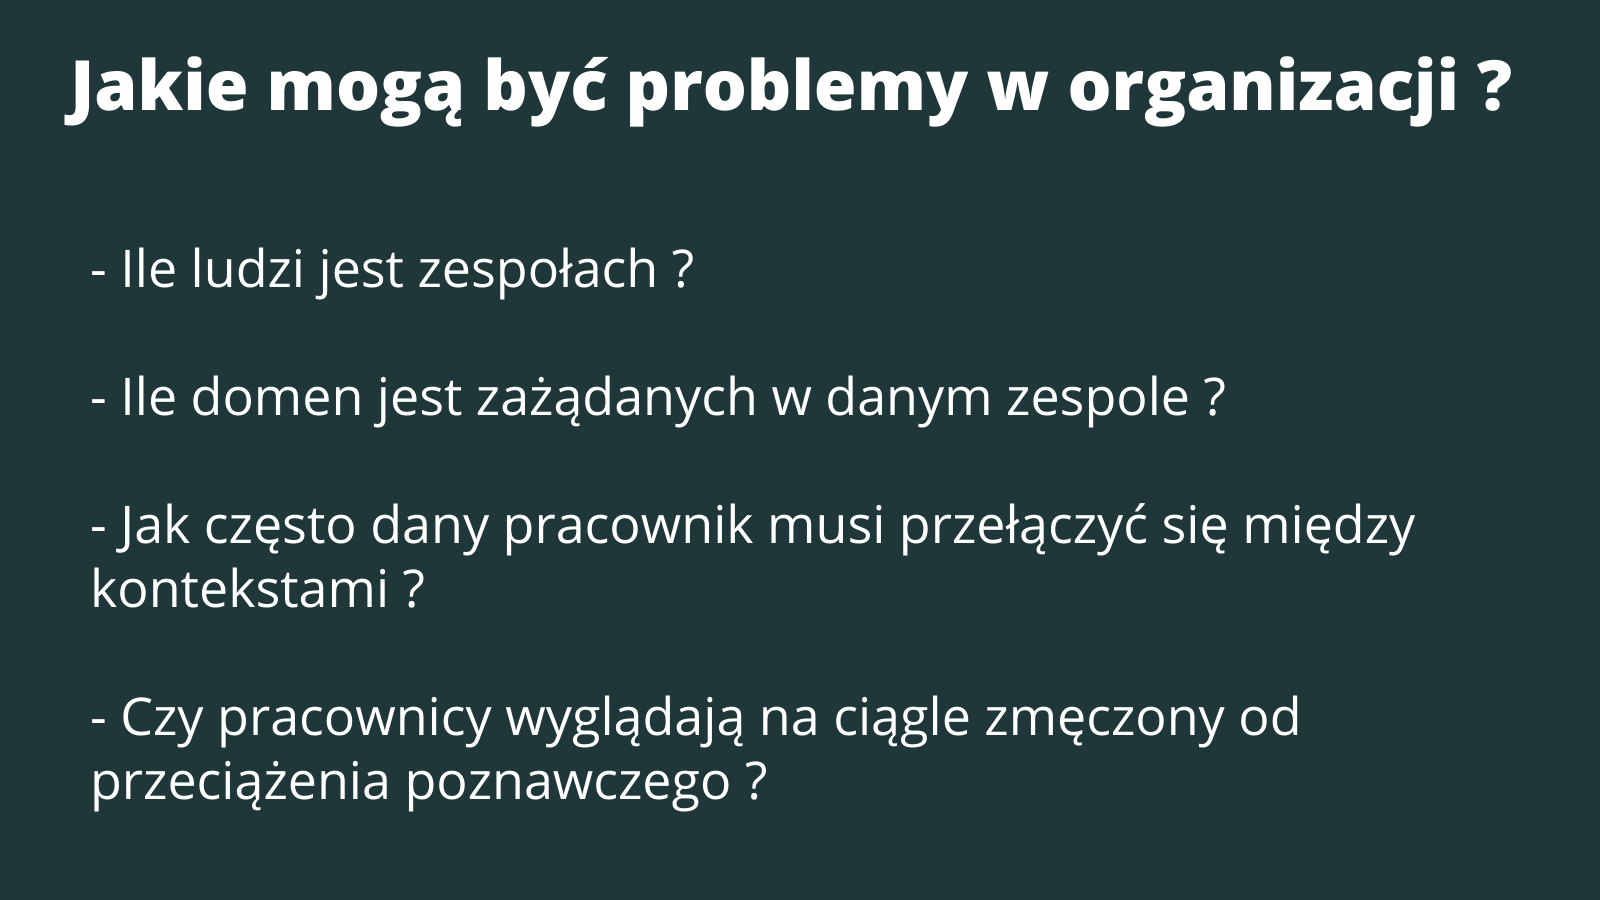 Jakie mogą być problemy w organizacji ?
- Ile ludzi jest zespołach ?
- Ile domen jest zażądanych w danym zespole ?
- Jak często dany pracownik musi przełączyć się między
kontekstami ?
- Czy pracownicy wyglądają na ciągle zmęczony od
przeciążenia poznawczego ?